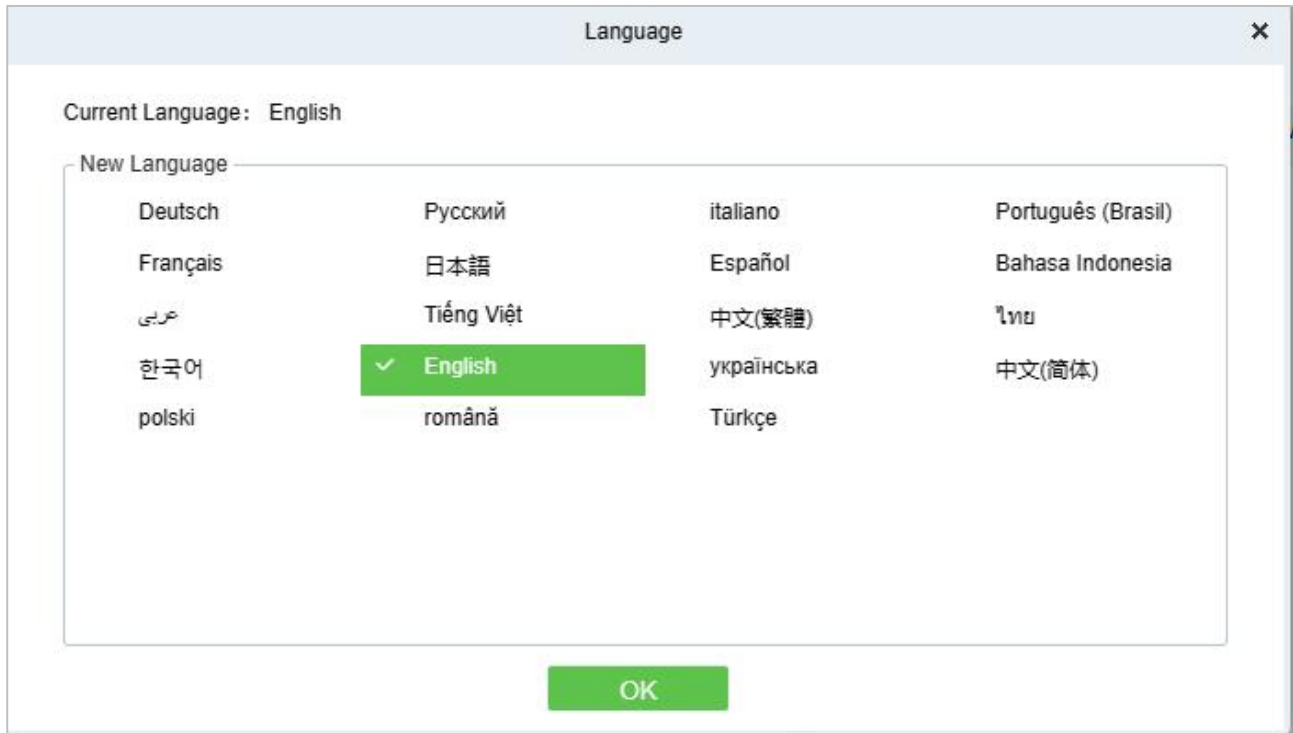 Language
Current Language： English
New Language
Deutsch Русский italiano Português (Brasil)
Français 日本語 Español Bahasa Indonesia
عربى Tiếng Việt 中文(繁體) ไทย
한국어 English українська 中文(简体)
polski română Türkçe
OK